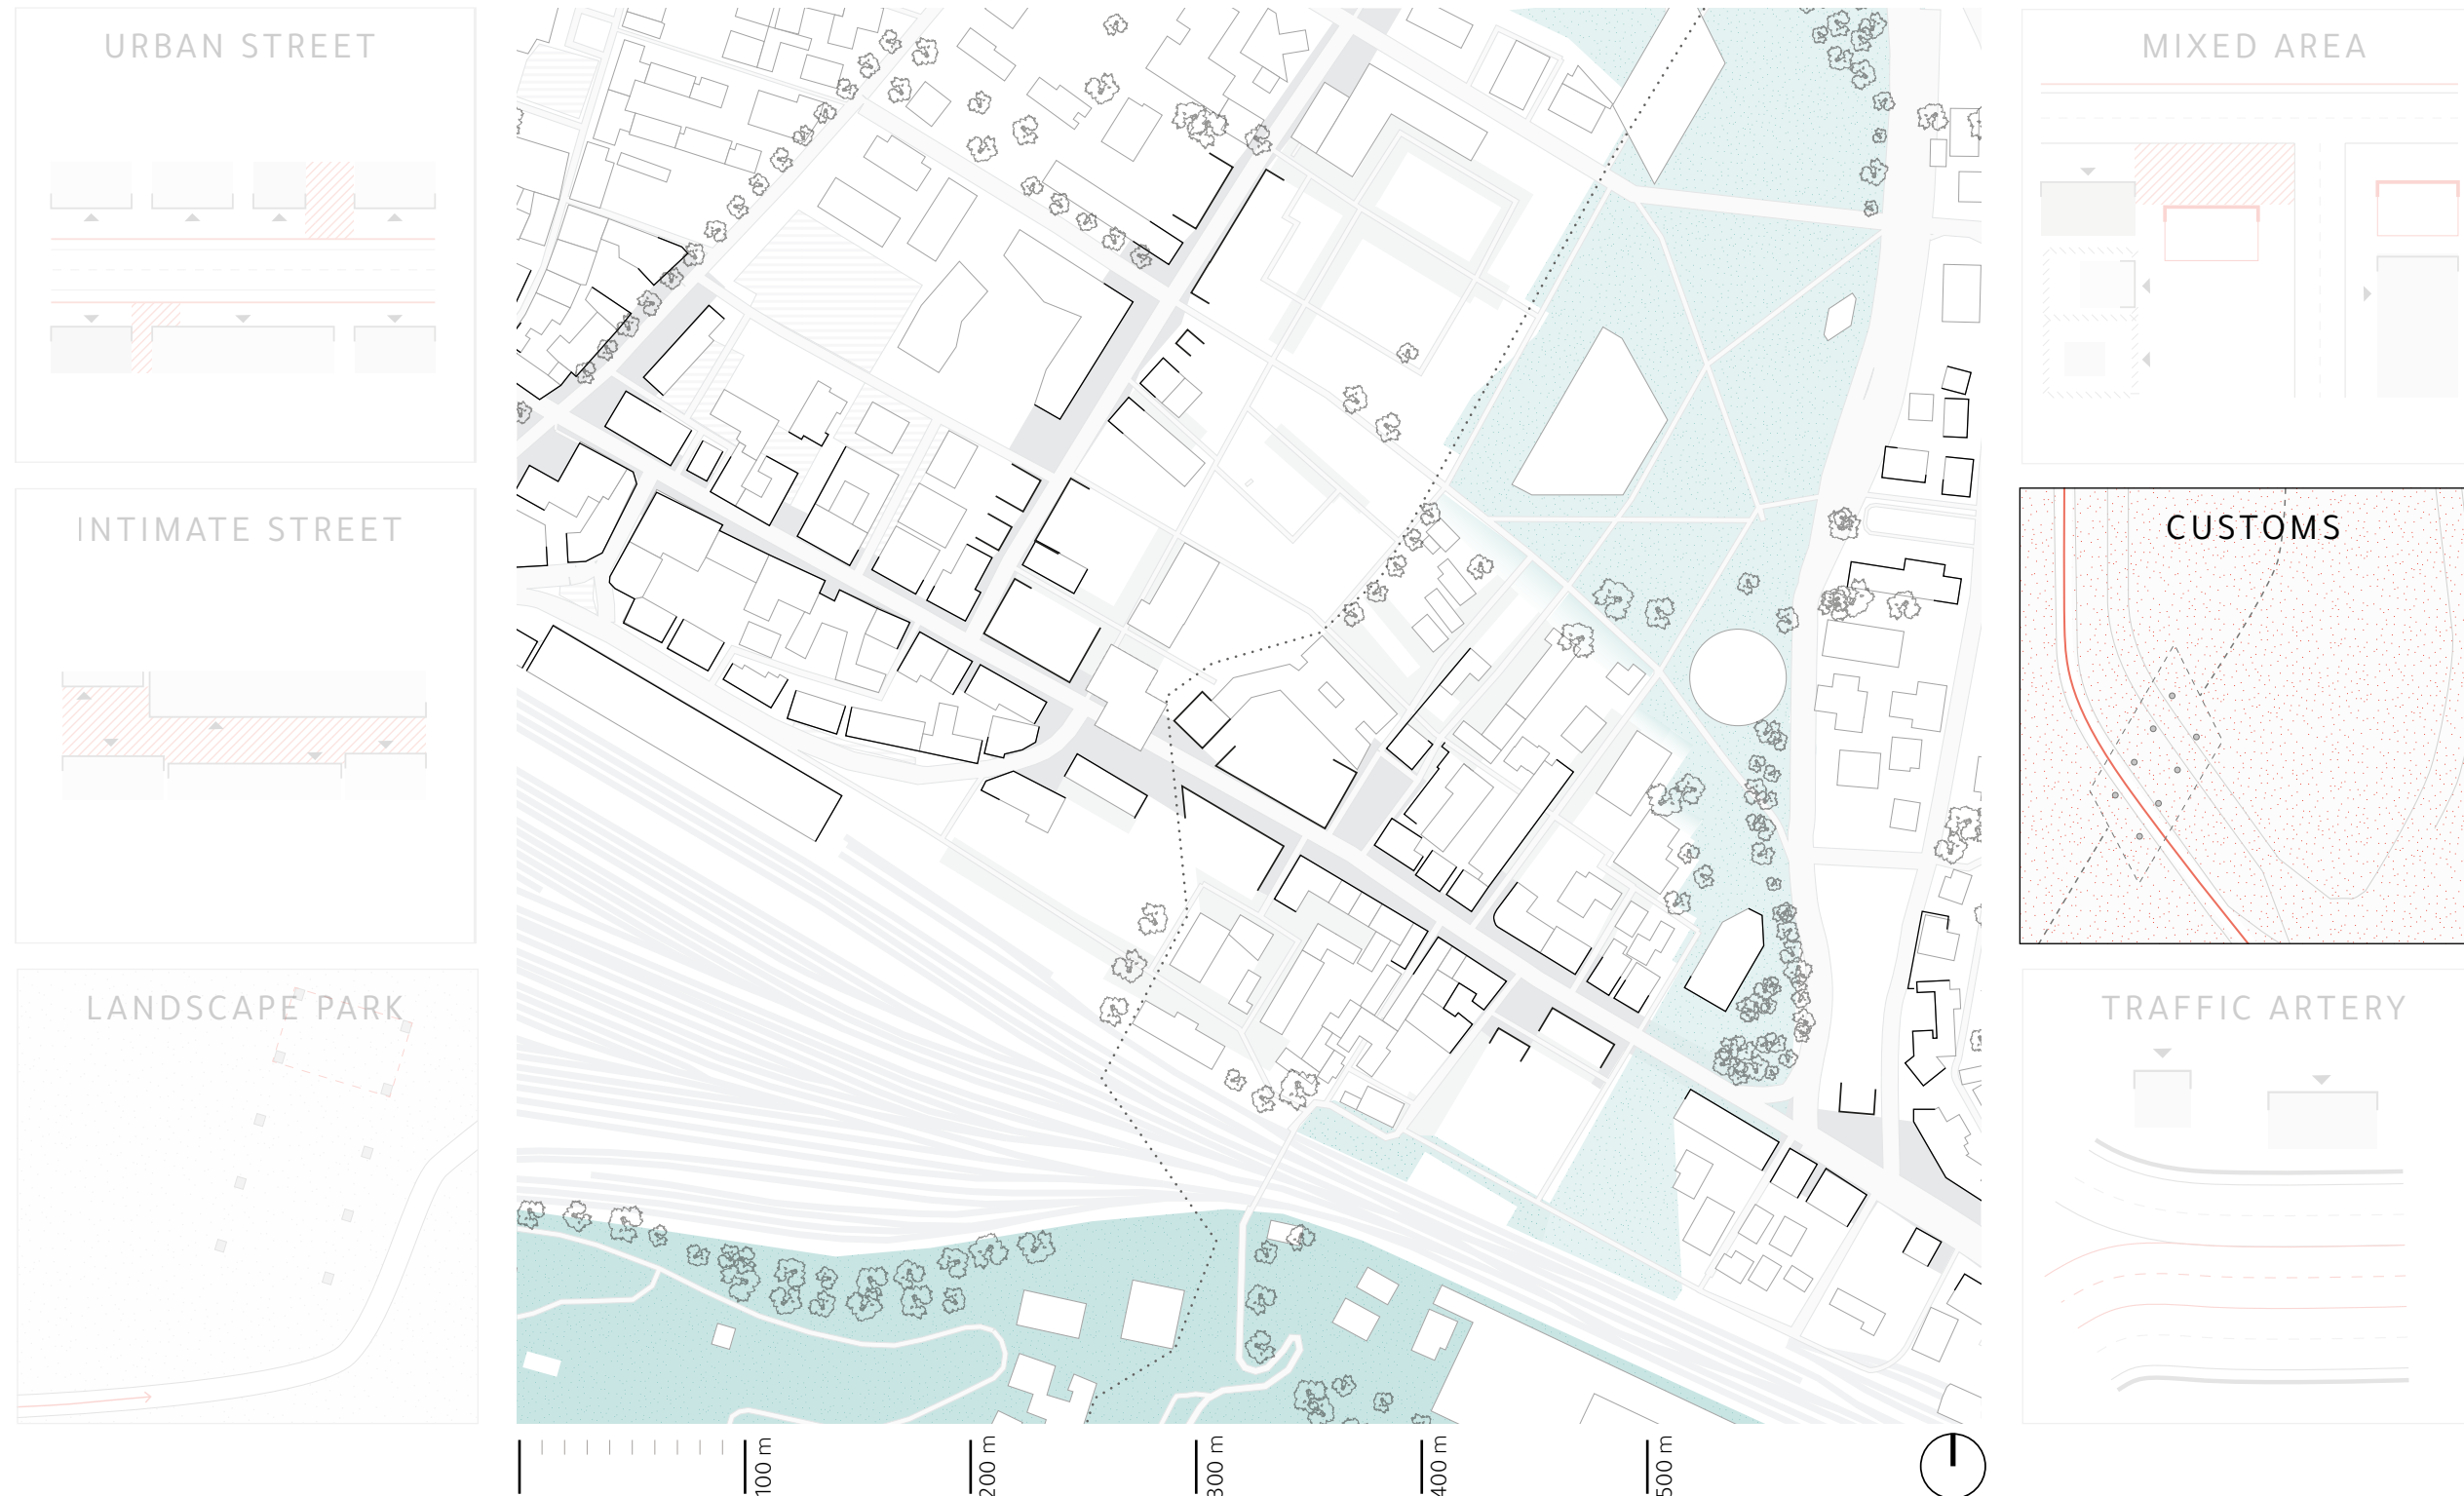 URBAN STREET
MIXED AREA
INTIMATE STREET
CUSTOMS
LANDSCAPE PARK
TRAFFIC ARTERY
100 m
200 m
300 m
400 m
500 m